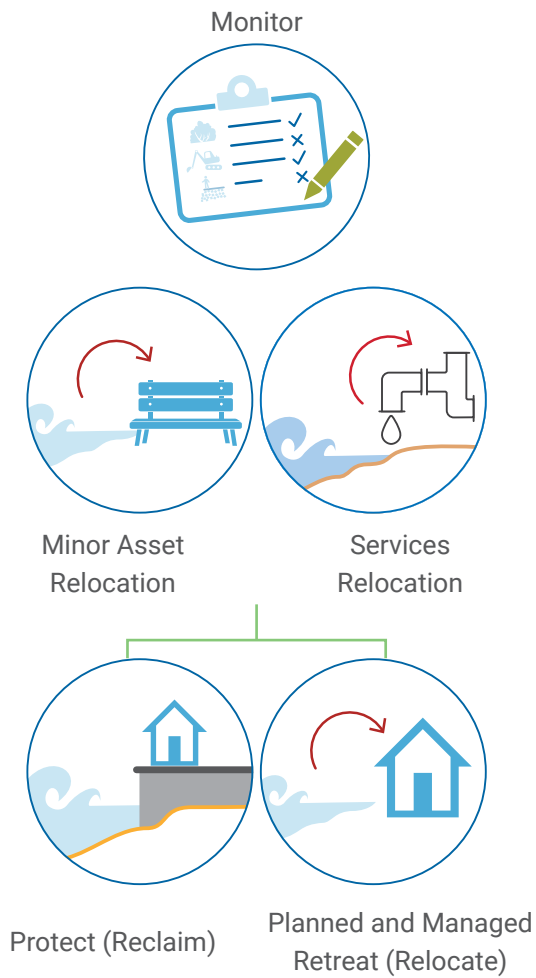 Monitor
Minor Asset
Relocation
Services
Relocation
Protect (Reclaim)
Planned and Managed
Retreat (Relocate)